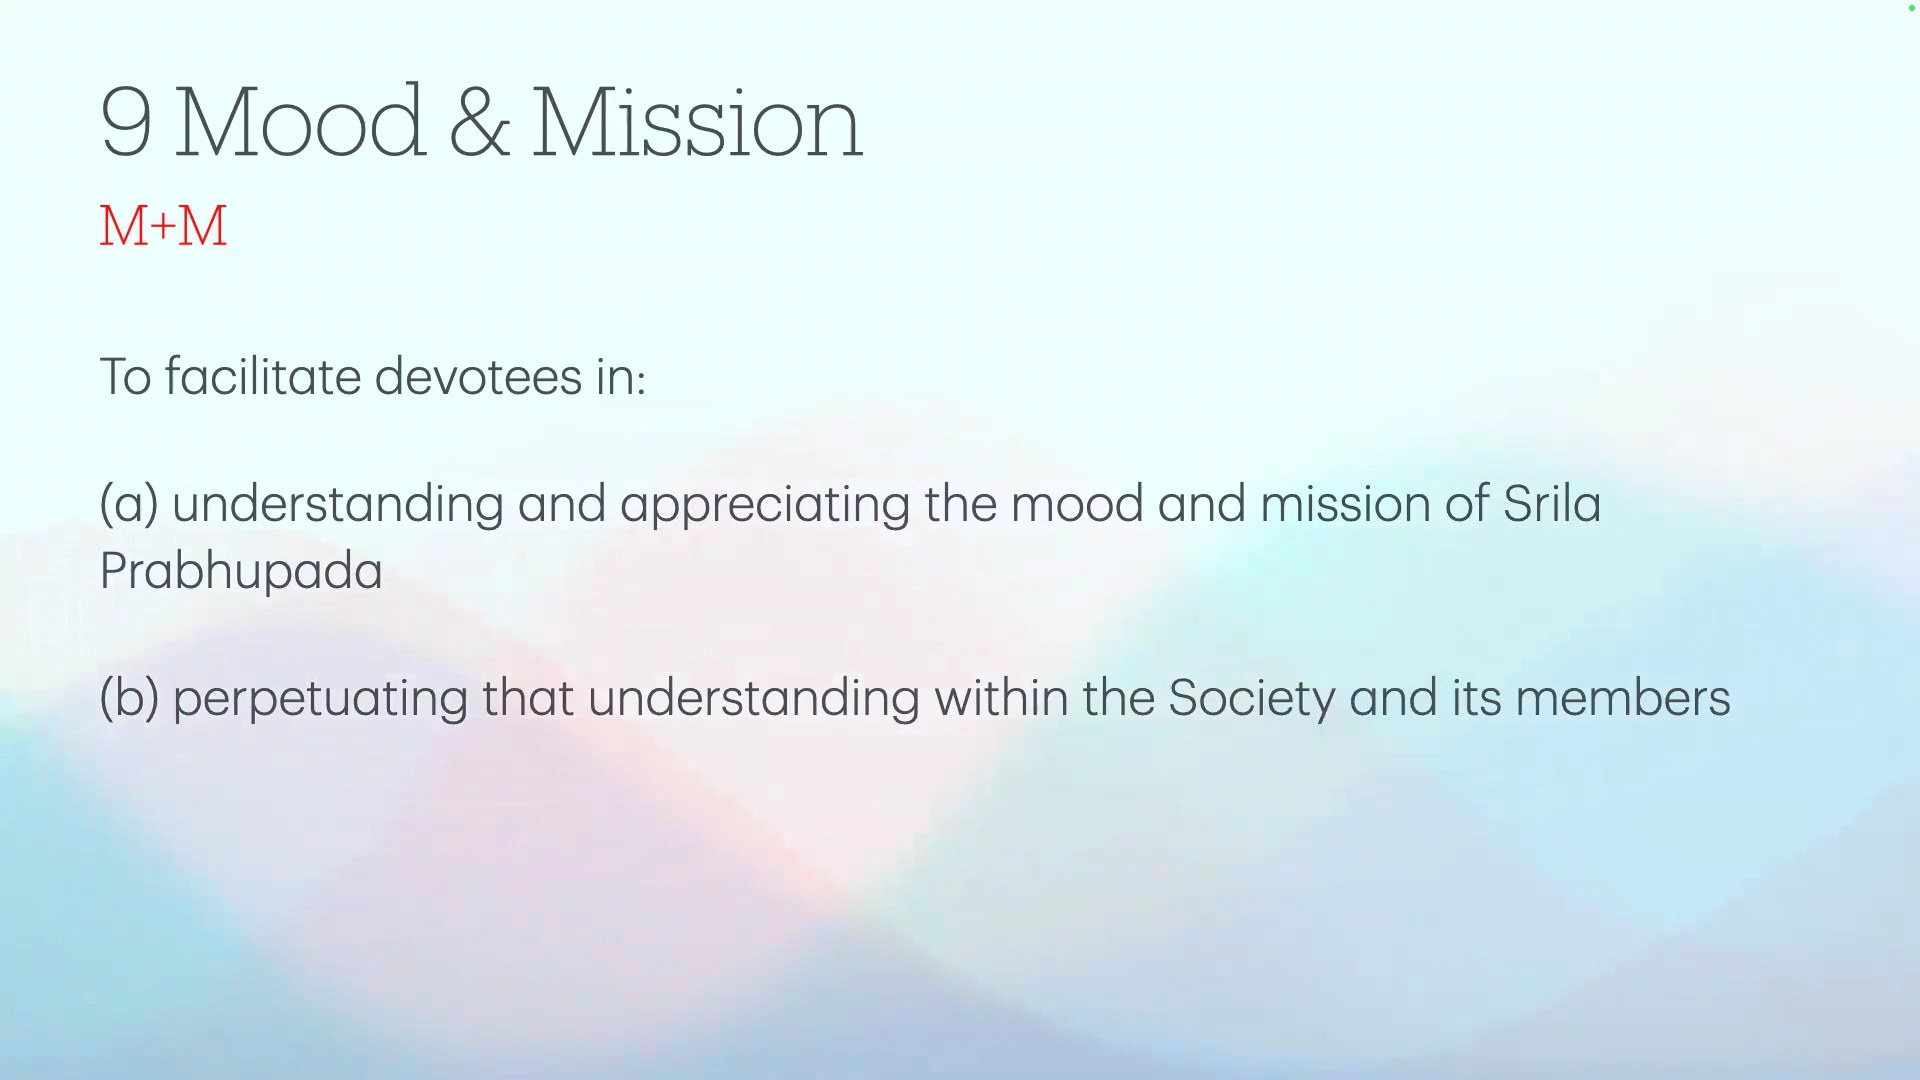 9 Mood & Mission
M+M
To facilitate devotees in:
(a) understanding and appreciating the mood and mission of Srila
Prabhupada
(b) perpetuating that understanding within the Society and its members